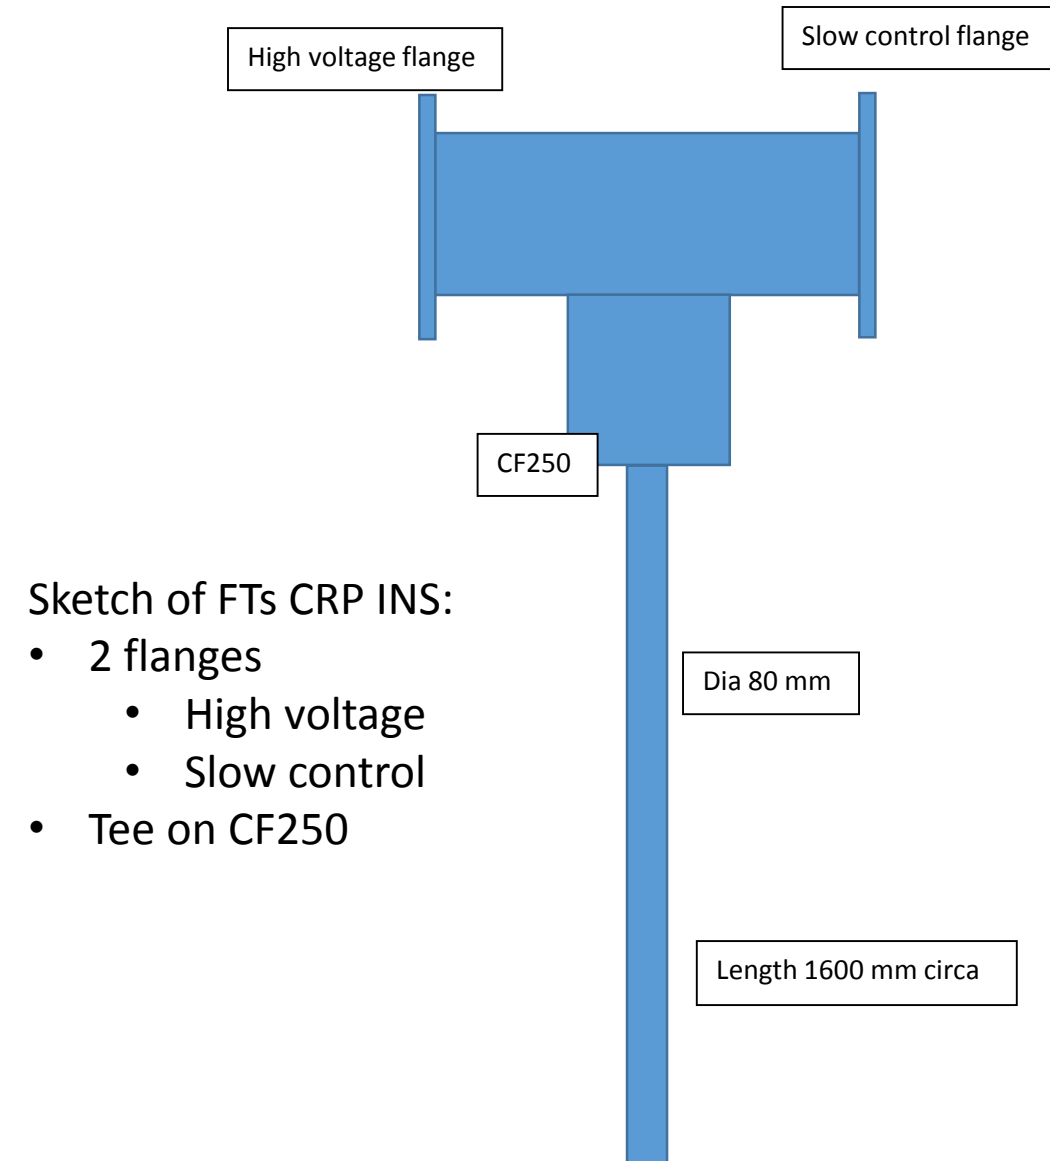 High voltage flange
Slow control flange
CF250
Sketch of FTs CRP INS:
• 2 flanges
• High voltage
• Slow control
• Tee on CF250
Dia 80 mm
Length 1600 mm circa